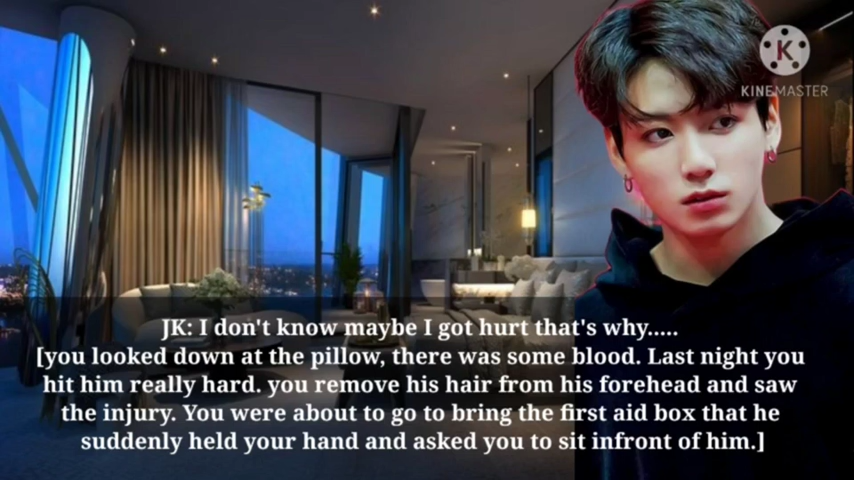 KINEMASTER
JK: I don't know maybe I got hurt that's why.....
[you looked down at the pillow, there was some blood. Last night you
hit him really hard. you remove his hair from his forehead and saw
the injury. You were about to go to bring the first aid box that he
suddenly held your hand and asked you to sit infront of him.]